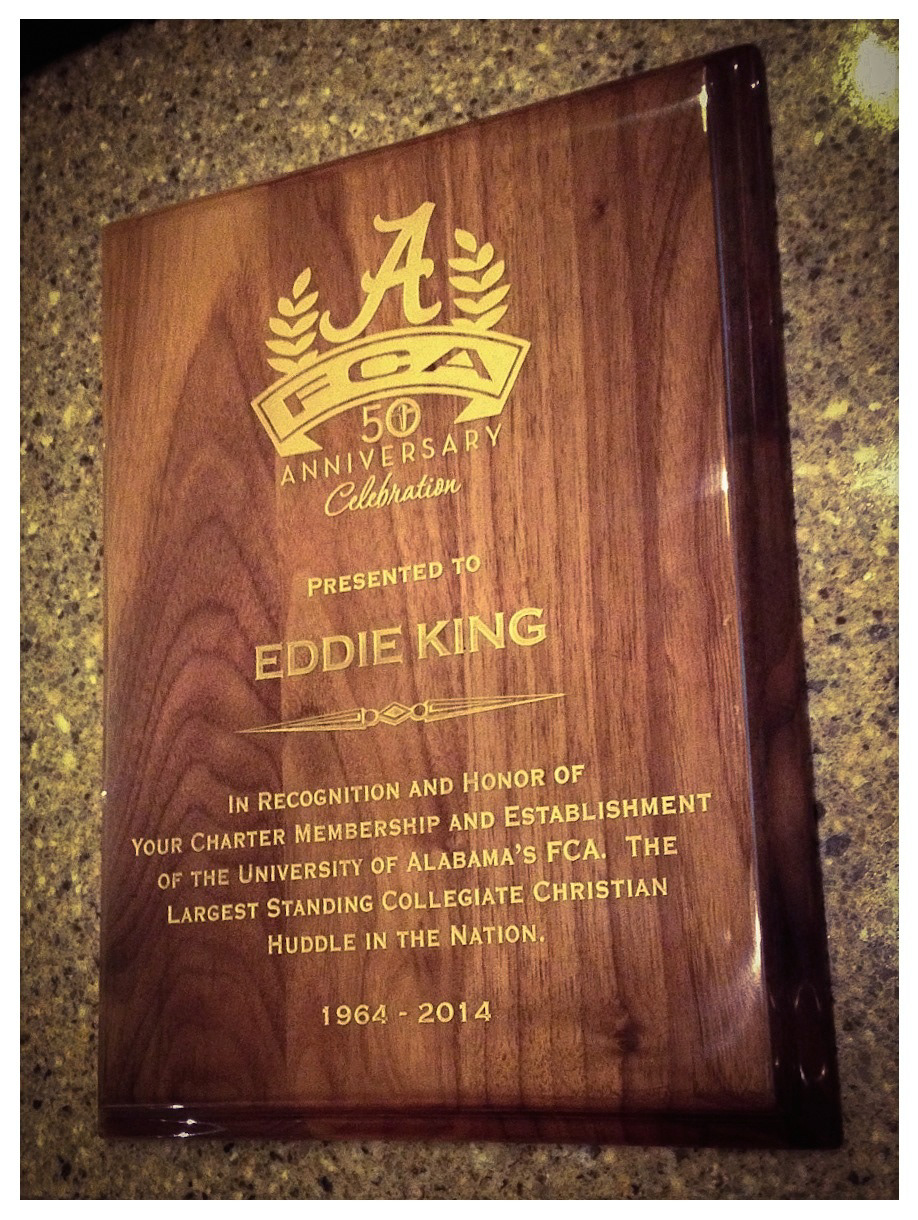 A
FCA
50
ANNIVERSARY
Celebration
PRESENTED TO
EDDIE KING
IN RECOGNITION AND HONOR OF
YOUR CHARTER MEMBERSHIP AND ESTABLISHMENT
OF THE UNIVERSITY OF ALABAMA'S FCA. THE
LARGEST STANDING COLLEGIATE CHRISTIAN
HUDDLE IN THE NATION.
1964 - 2014